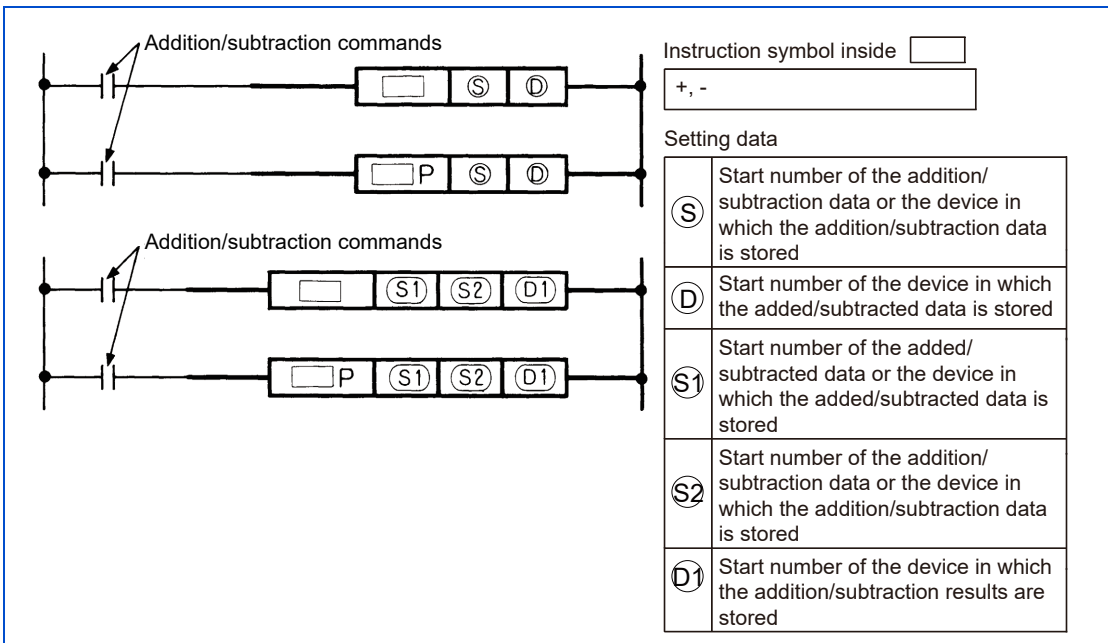 Addition/subtraction commands
S D
P S D
Addition/subtraction commands
S1 S2 D1
P S1 S2 D1
Instruction symbol inside
+, -
Setting data
S
Start number of the addition/
subtraction data or the device in
which the addition/subtraction data
is stored
D
Start number of the device in which
the added/subtracted data is stored
S1
Start number of the added/
subtracted data or the device in
which the added/subtracted data is
stored
S2
Start number of the addition/
subtraction data or the device in
which the addition/subtraction data
is stored
D1
Start number of the device in which
the addition/subtraction results are
stored